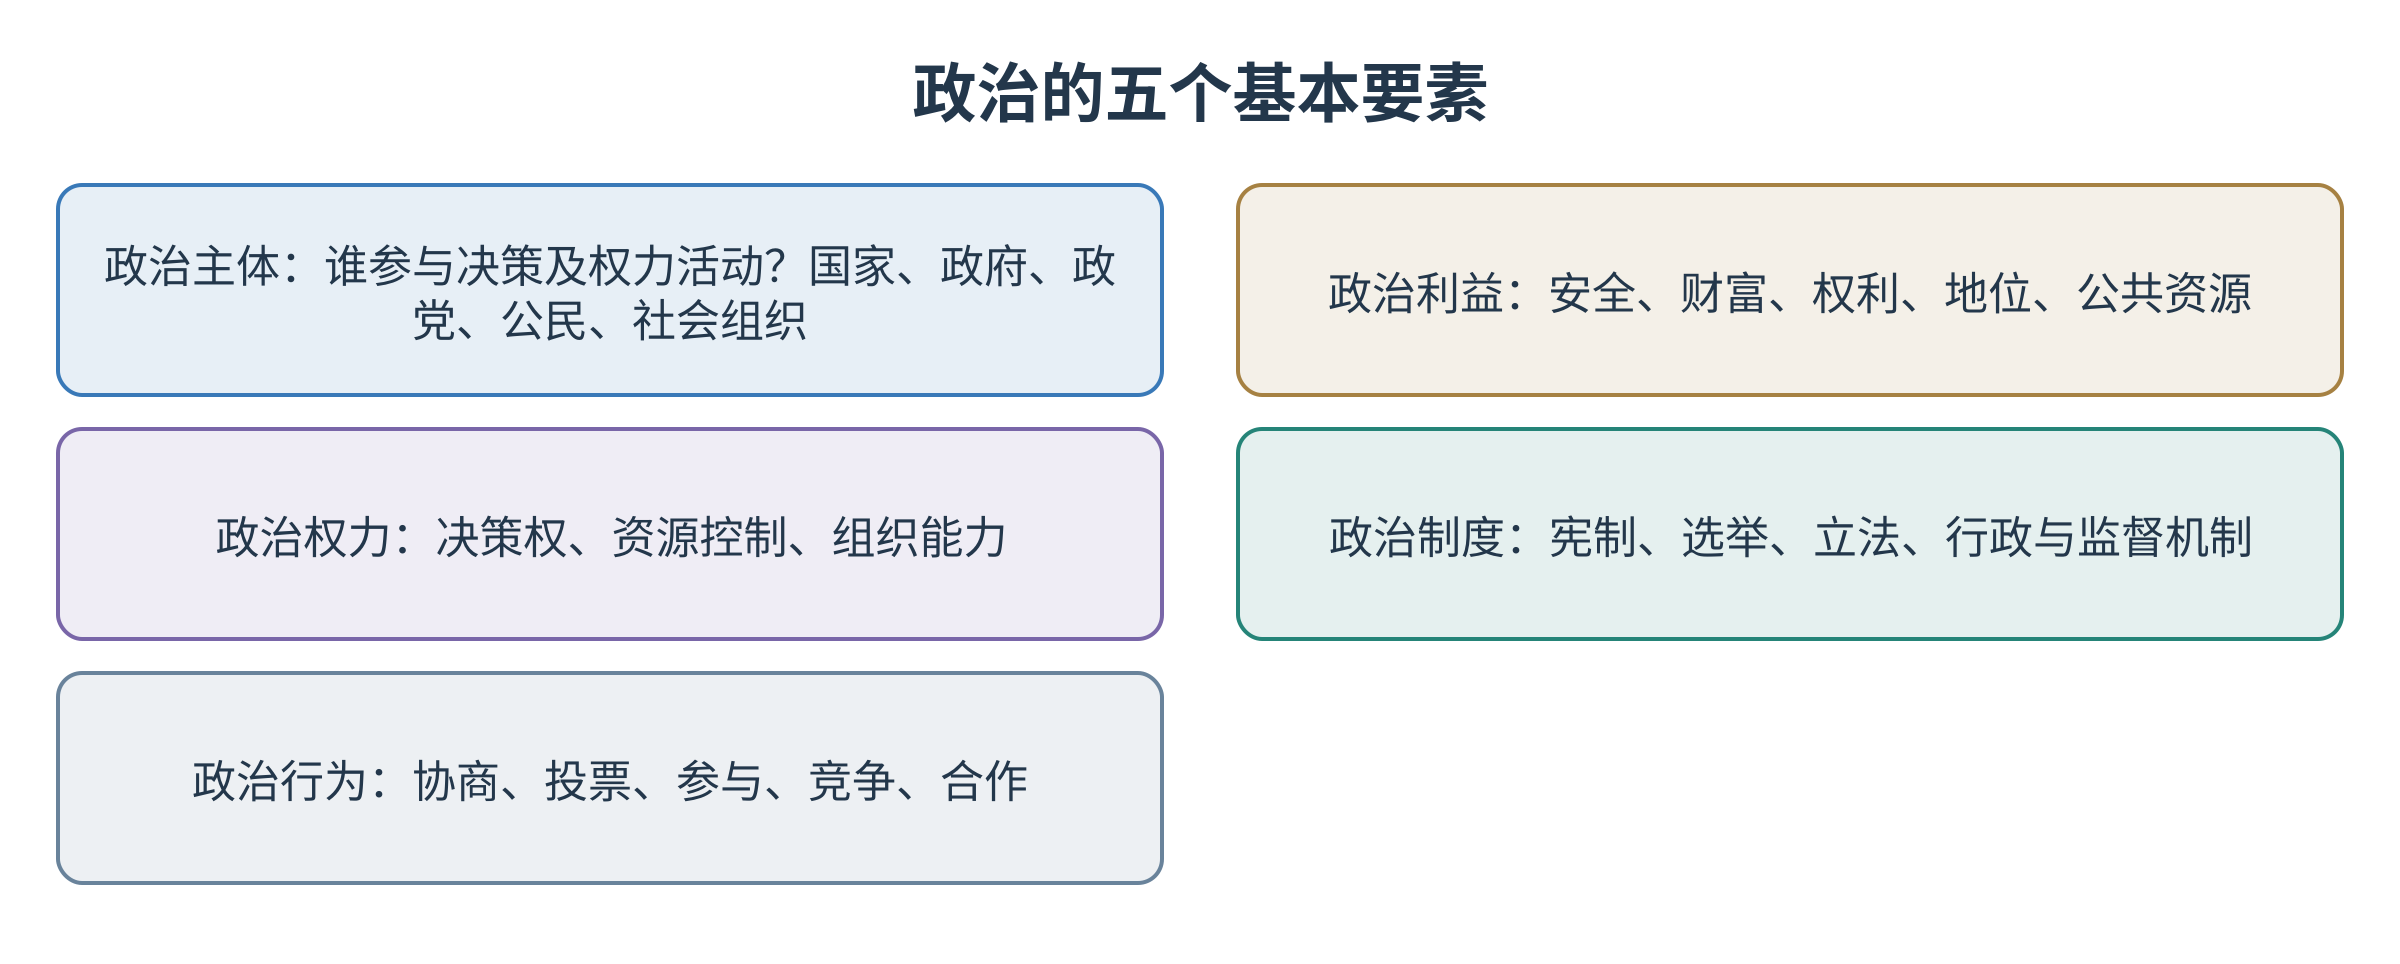 政治的五个基本要素
政治主体：谁参与决策及权力活动？国家、政府、政
党、公民、社会组织
政治利益：安全、财富、权利、地位、公共资源
政治权力：决策权、资源控制、组织能力
政治制度：宪制、选举、立法、行政与监督机制
政治行为：协商、投票、参与、竞争、合作